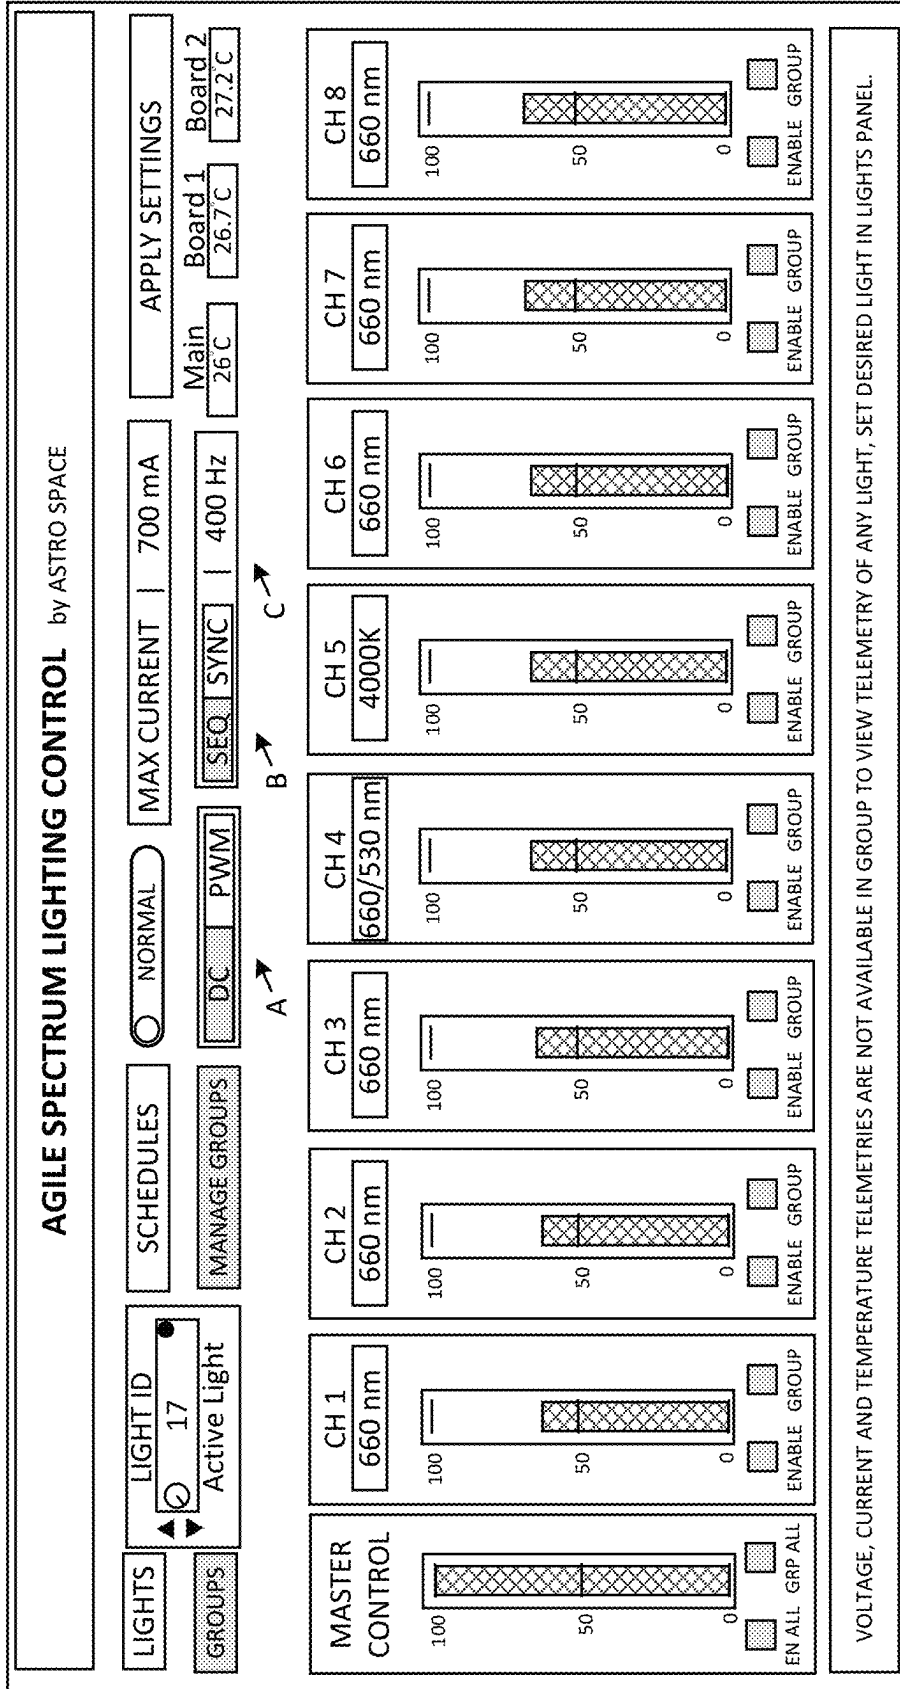 AGILE SPECTRUM LIGHTING CONTROL by ASTRO SPACE
LIGHTS
GROUPS
LIGHT ID
17
Active Light
SCHEDULES
MANAGE GROUPS
NORMAL
DC PWM
MAX CURRENT | 700 mA
SEQ SYNC | 400 Hz
APPLY SETTINGS
Main
26°C
Board 1
26.7°C
Board 2
27.2°C
A
B
C
MASTER
CONTROL
100
50
0
EN ALL GRP ALL
CH 1
660 nm
100
50
0
ENABLE GROUP
CH 2
660 nm
100
50
0
ENABLE GROUP
CH 3
660 nm
100
50
0
ENABLE GROUP
CH 4
660/530 nm
100
50
0
ENABLE GROUP
CH 5
4000K
100
50
0
ENABLE GROUP
CH 6
660 nm
100
50
0
ENABLE GROUP
CH 7
660 nm
100
50
0
ENABLE GROUP
CH 8
660 nm
100
50
0
ENABLE GROUP
VOLTAGE, CURRENT AND TEMPERATURE TELEMETRIES ARE NOT AVAILABLE IN GROUP TO VIEW TELEMETRY OF ANY LIGHT, SET DESIRED LIGHT IN LIGHTS PANEL.